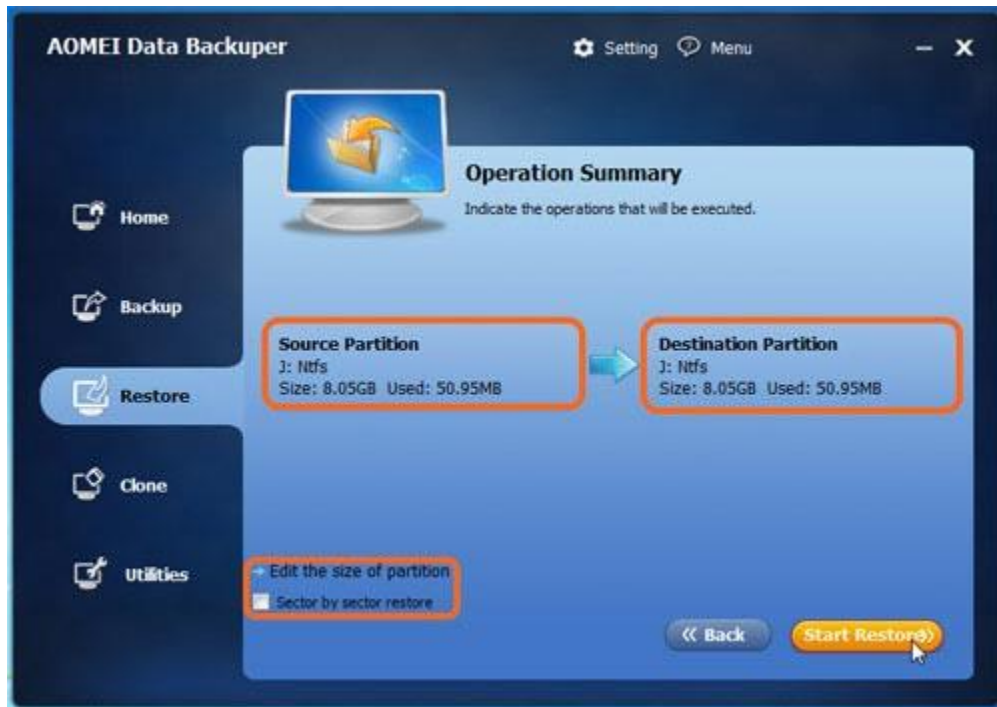 AOMEI Data Backuper
Setting Menu
Operation Summary
Indicate the operations that will be executed.
Home
Backup
Restore
Clone
Utilities
Source Partition
J: Ntfs
Size: 8.05GB Used: 50.95MB
Destination Partition
J: Ntfs
Size: 8.05GB Used: 50.95MB
Edit the size of partition
Sector by sector restore
Back
Start Restore